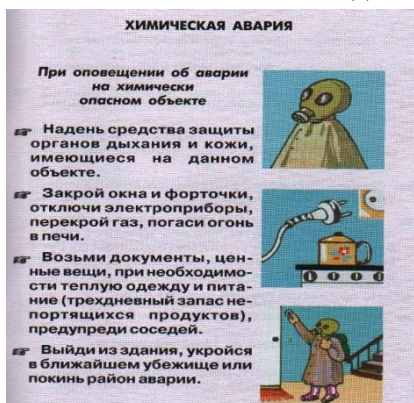 ХИМИЧЕСКАЯ АВАРИЯ
При оповещении об аварии
на химически
опасном объекте
Надень средства защиты
органов дыхания и кожи,
имеющиеся на данном
объекте.
Закрой окна и форточки,
отключи электроприборы,
перекрой газ, погаси огонь
в печи.
Возьми документы, цен-
ные вещи, при необходимо-
сти теплую одежду и пита-
ние (трехдневный запас не-
портящихся продуктов),
предупреди соседей.
Выйди из здания, укройся
в ближайшем убежище или
покинь район аварии.